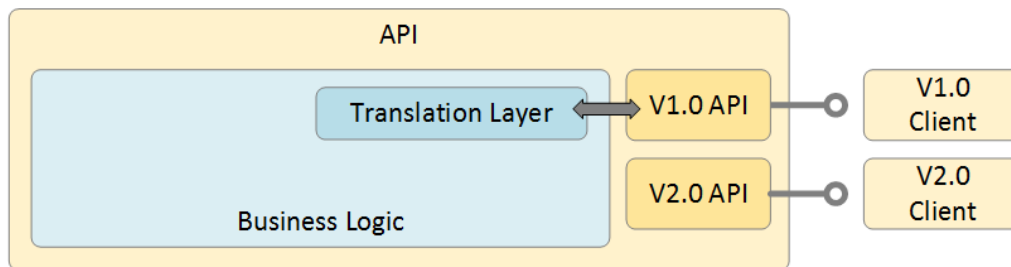 API
Translation Layer
V1.0 API
V1.0
Client
V2.0 API
V2.0
Client
Business Logic